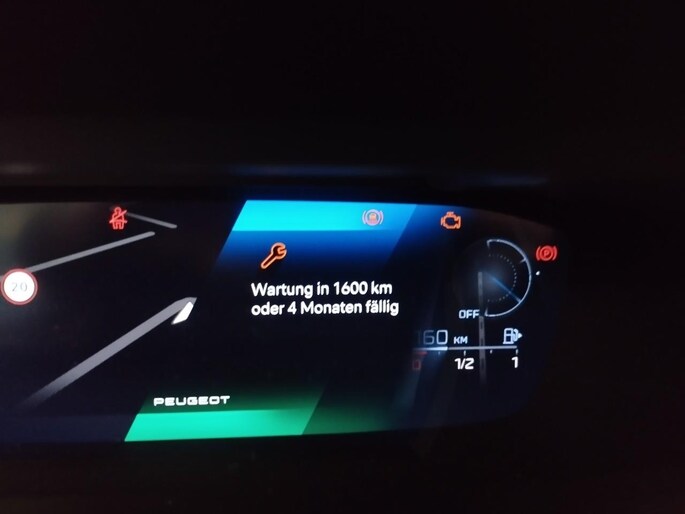 20
Wartung in 1600 km
oder 4 Monaten fällig
P
OFF
160 KM
1/2
1
PEUGEOT